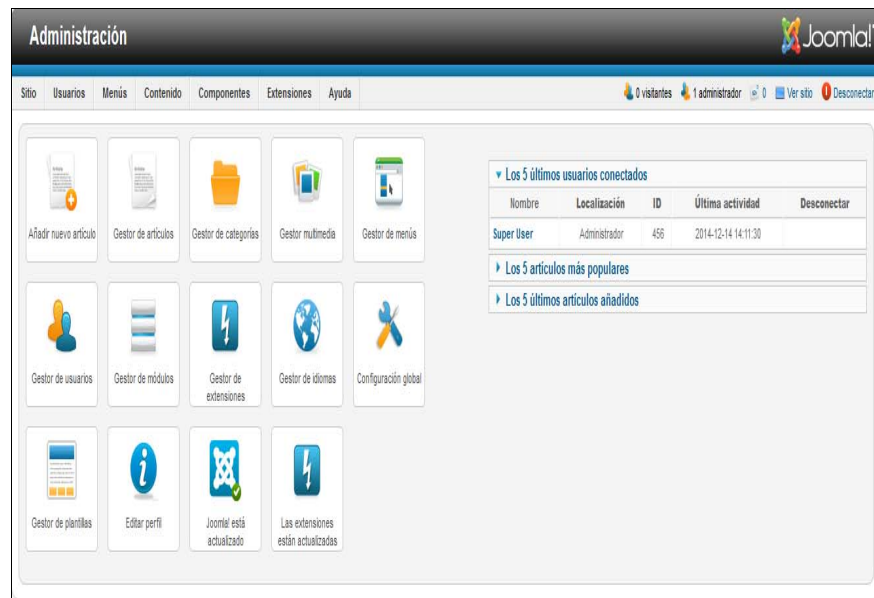 Administración
Joomla!
Sitio Usuarios Menús Contenido Componentes Extensiones Ayuda
0 visitantes 1 administrador 0 Ver sitio Desconectar
Añadir nuevo artículo
Gestor de artículos
Gestor de categorías
Gestor multimedia
Gestor de menús
Gestor de usuarios
Gestor de módulos
Gestor de
extensiones
Gestor de idiomas
Configuración global
Gestor de plantillas
Editar perfil
Joomla! está
actualizado
Las extensiones
están actualizadas
Los 5 últimos usuarios conectados
Nombre Localización ID Última actividad Desconectar
Super User Administrador 456 2014-12-14 14:11:30
Los 5 artículos más populares
Los 5 últimos artículos añadidos